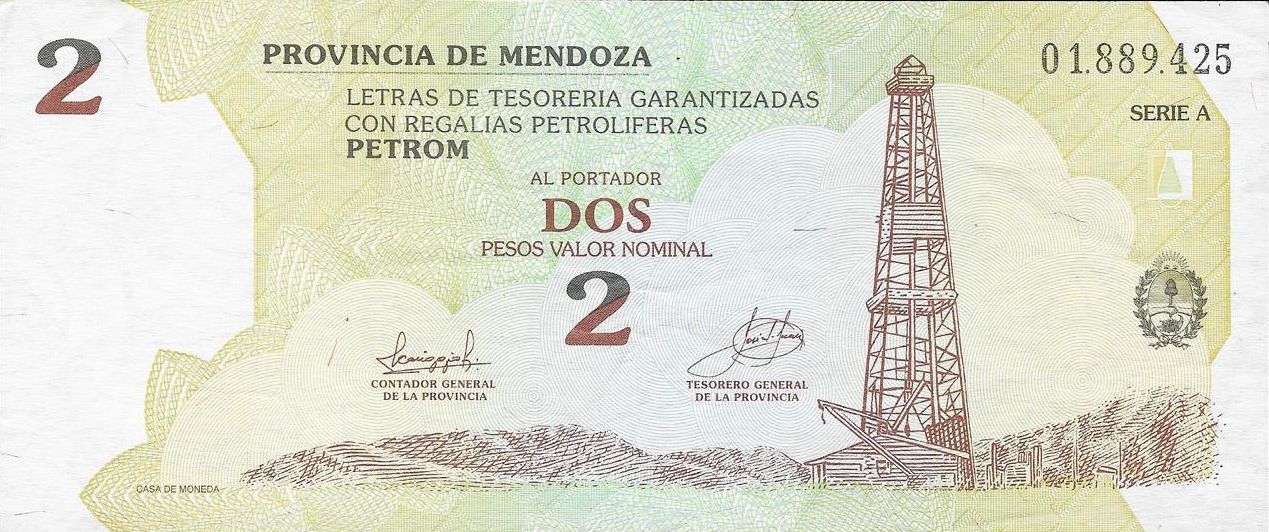 2
PROVINCIA DE MENDOZA
01.889.425
LETRAS DE TESORERIA GARANTIZADAS
CON REGALIAS PETROLIFERAS
PETROM
SERIE A
AL PORTADOR
DOS
PESOS VALOR NOMINAL
2
CONTADOR GENERAL
DE LA PROVINCIA
TESORERO GENERAL
DE LA PROVINCIA
CASA DE MONEDA